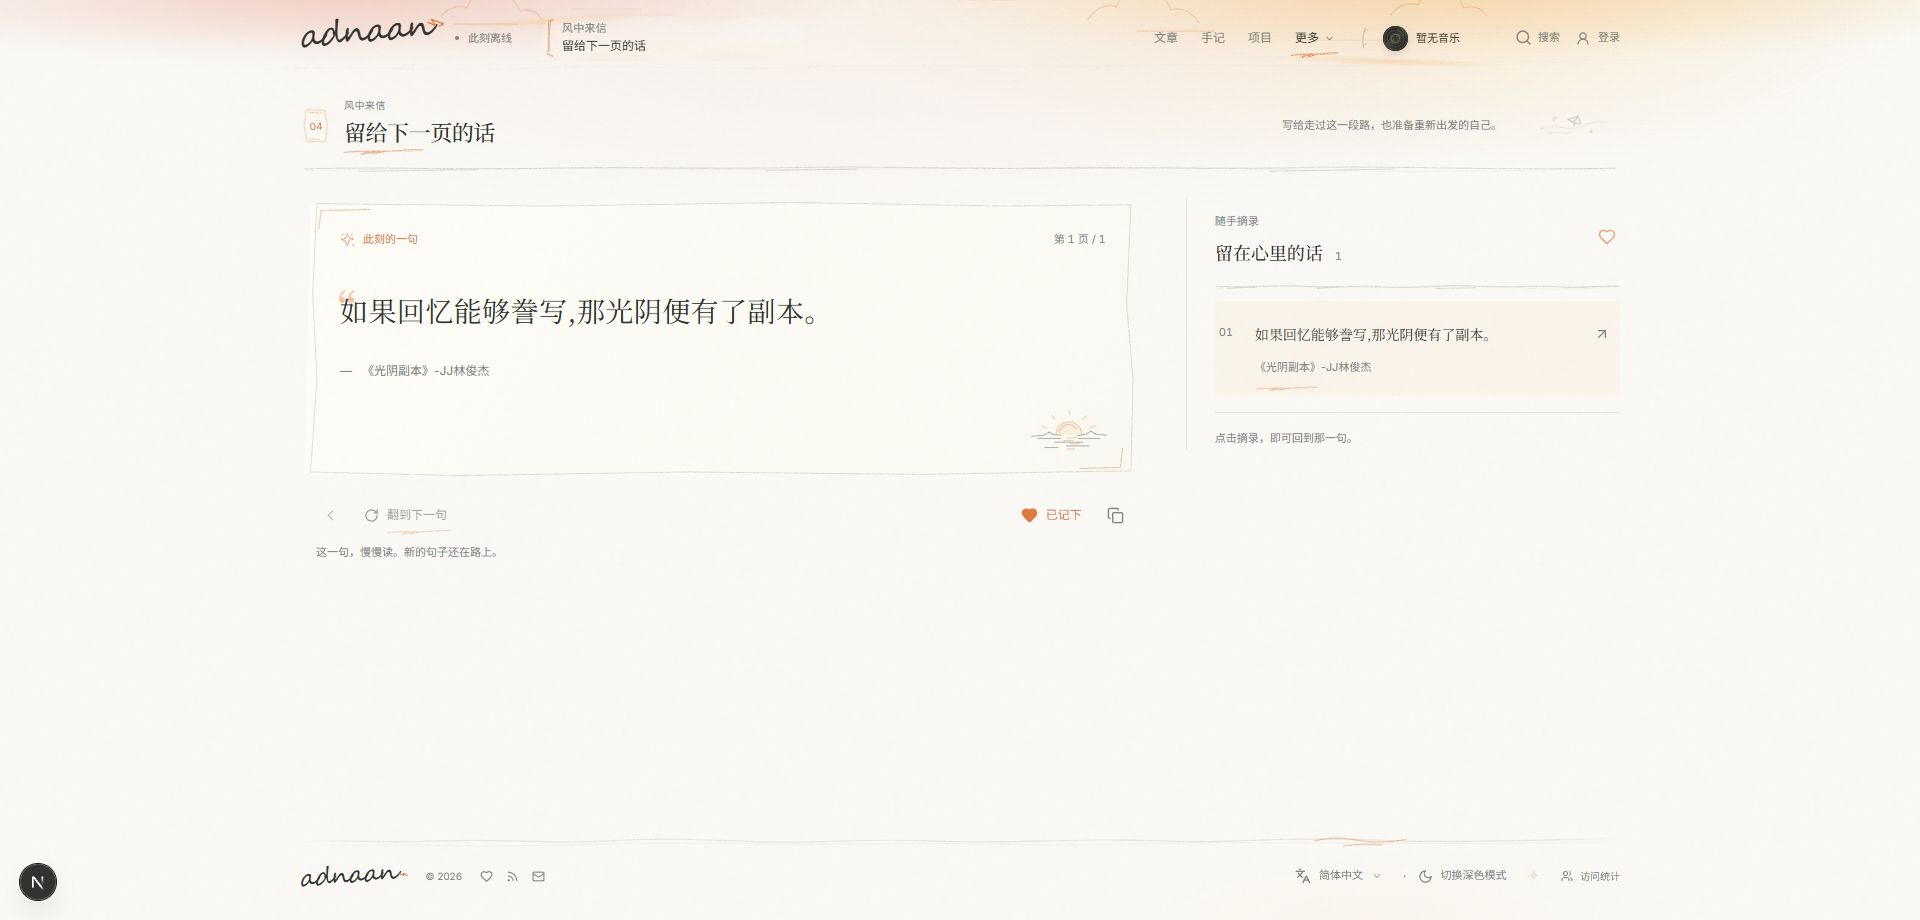 adnaan
此刻离线
风中来信
留给下一页的话
文章 手记 项目 更多
暂无音乐
搜索 登录
04
风中来信
留给下一页的话
写给走过这一段路，也准备重新出发的自己。
此刻的一句
第 1 页 / 1
“
如果回忆能够誊写,那光阴便有了副本。
— 《光阴副本》-JJ林俊杰
翻到下一句
已记下
这一句，慢慢读。新的句子还在路上。
随手摘录
留在心里的话 1
01
如果回忆能够誊写,那光阴便有了副本。
《光阴副本》-JJ林俊杰
点击摘录，即可回到那一句。
N
adnaan
© 2026
简体中文
· 切换深色模式
访问统计